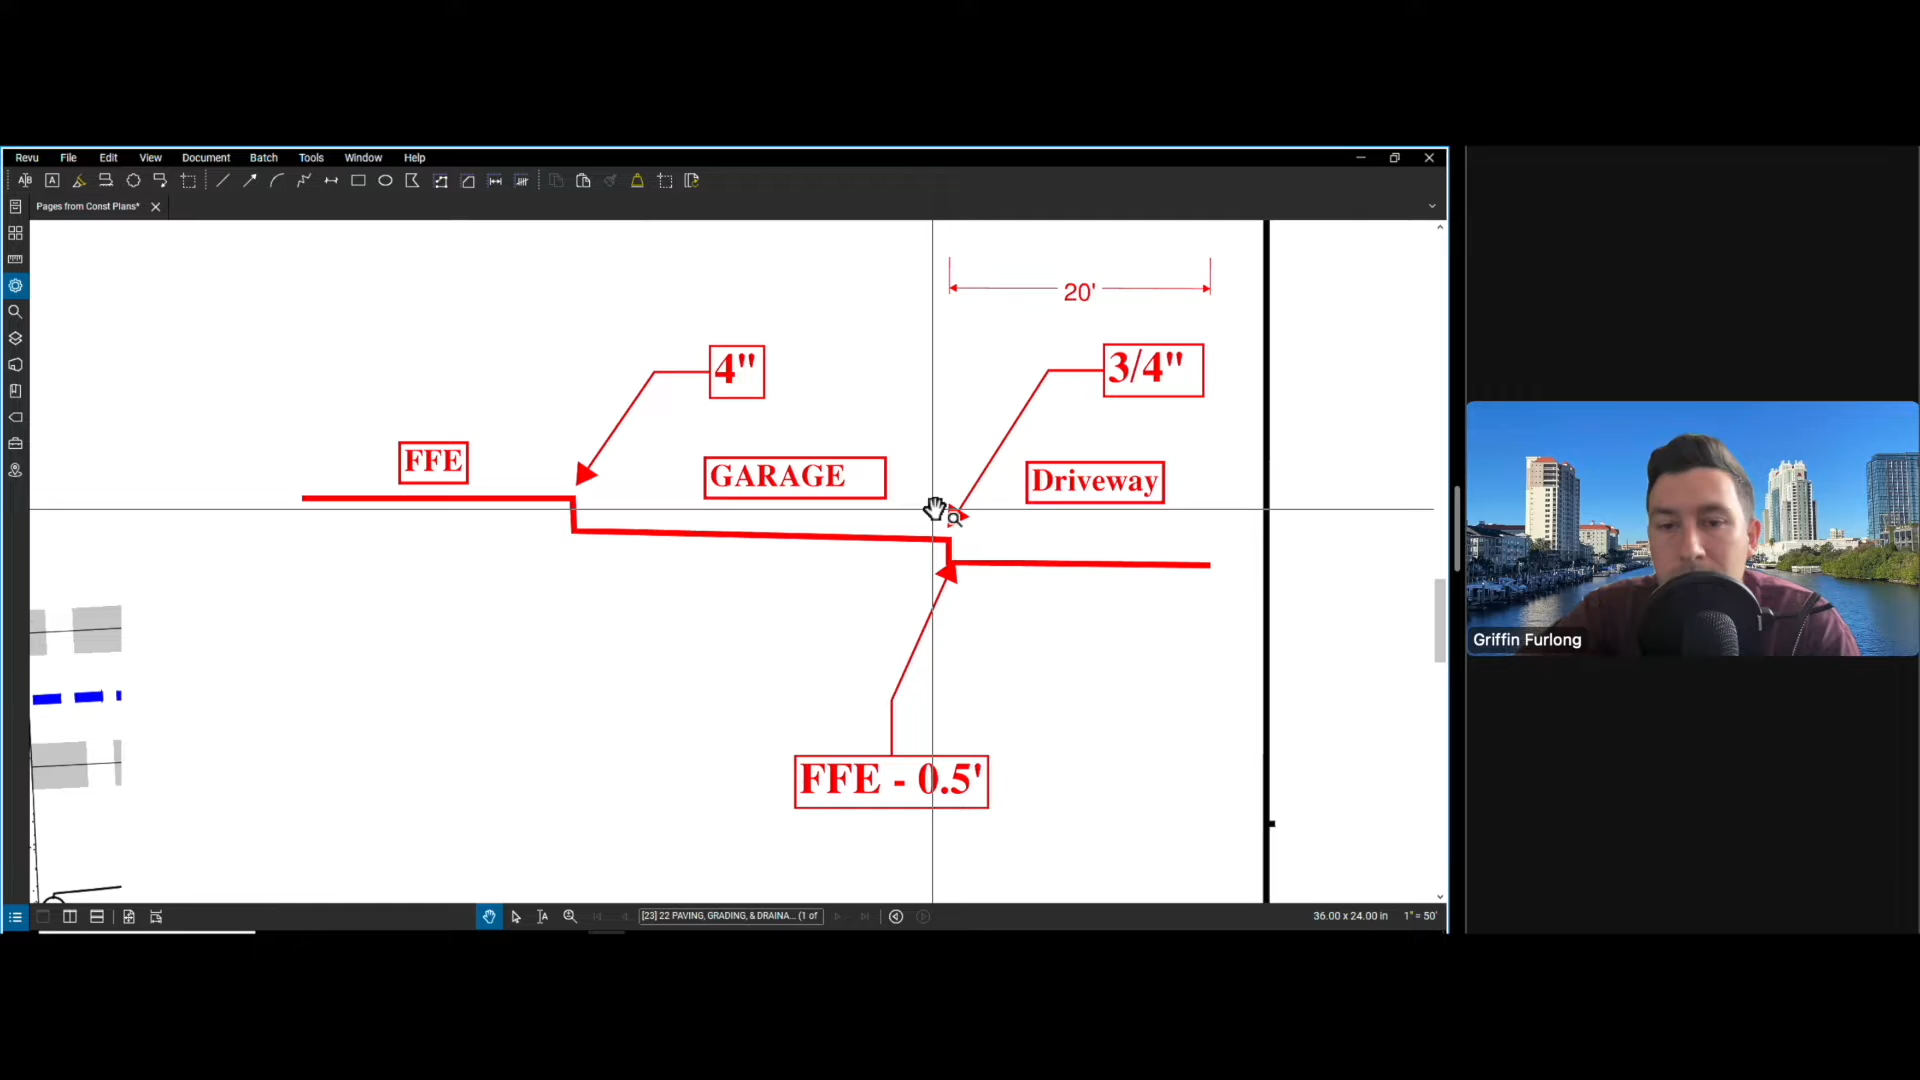 Revu File Edit View Document Batch Tools Window Help
Pages from Const Plans*
20'
4"
3/4"
FFE
GARAGE
Driveway
FFE - 0.5'
Griffin Furlong
[23] 22 PAVING, GRADING, & DRAINA... (1 of
36.00 x 24.00 in
1" = 50'